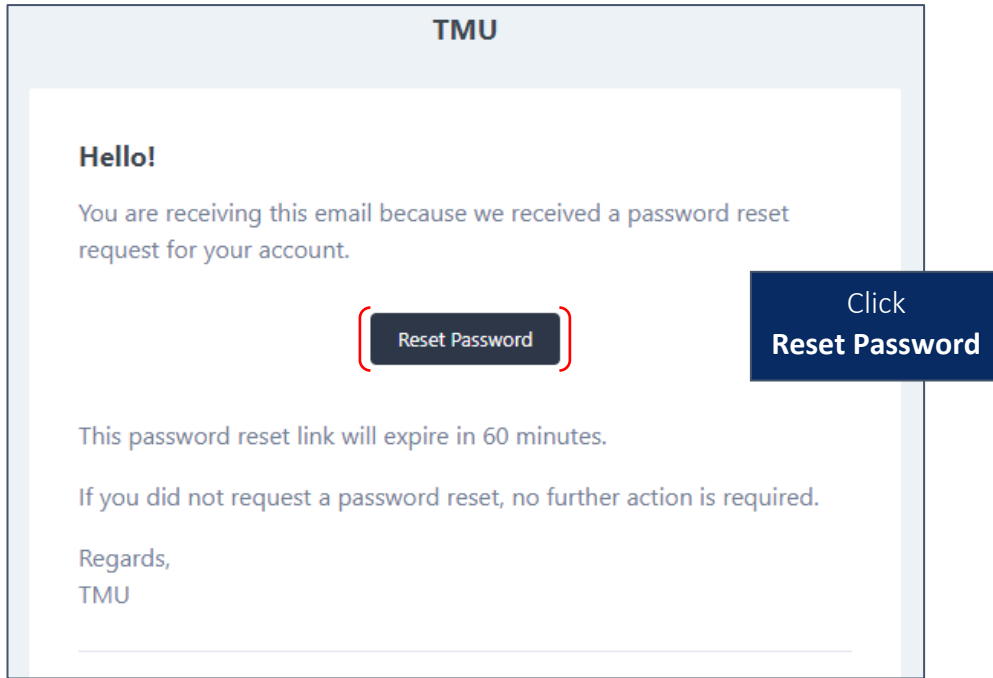 TMU
Hello!
You are receiving this email because we received a password reset
request for your account.
Reset Password
Click
Reset Password
This password reset link will expire in 60 minutes.
If you did not request a password reset, no further action is required.
Regards,
TMU